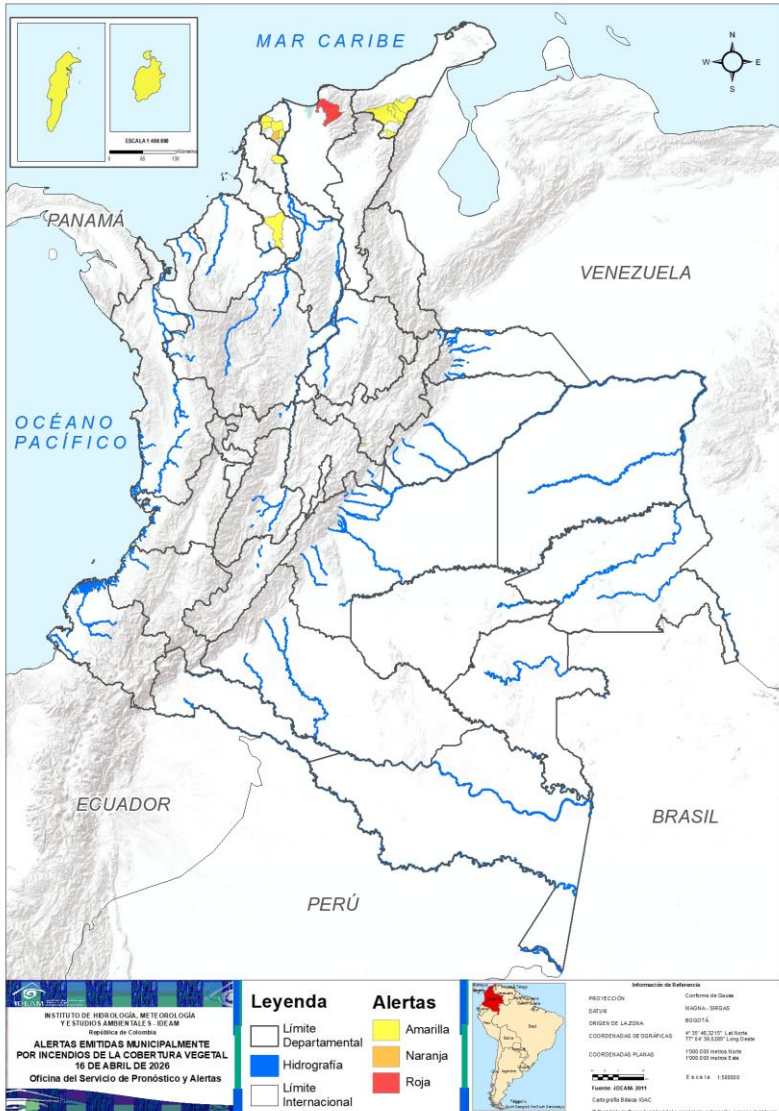 MAR CARIBE
N
W
E
S
ESCALA 1:400.000
PANAMÁ
VENEZUELA
OCÉANO
PACÍFICO
ECUADOR
BRASIL
PERÚ
IDEAM
INSTITUTO DE HIDROLOGÍA, METEOROLOGÍA
Y ESTUDIOS AMBIENTALES - IDEAM
República de Colombia
ALERTAS EMITIDAS MUNICIPALMENTE
POR INCENDIOS DE LA COBERTURA VEGETAL
16 DE ABRIL DE 2026
Oficina del Servicio de Pronóstico y Alertas
Leyenda
Límite
Departamental
Hidrografía
Límite
Internacional
Alertas
Amarilla
Naranja
Roja
Información de Referencia
PROYECCIÓN Conforme de Gauss
DATUM MAGNA - SIRGAS
ORIGEN DE LA ZONA BOGOTÁ
COORDENADAS GEOGRÁFICAS
COORDENADAS PLANAS 1'000.000 metros Norte
1'000.000 metros Este
Fuente: IDEAM- 2011
Cartografía Básica IGAC